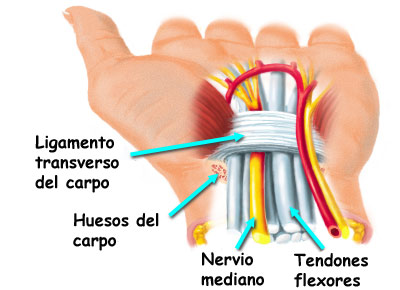 Ligamento
transverso
del carpo
Huesos del
carpo
Nervio
mediano
Tendones
flexores